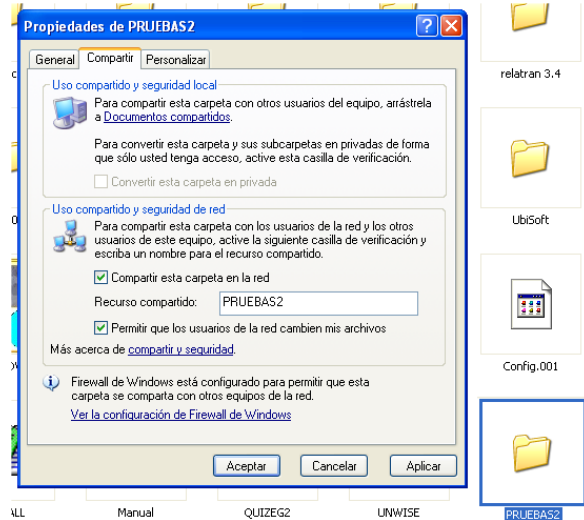 Propiedades de PRUEBAS2
General Compartir Personalizar
Uso compartido y seguridad local
Para compartir esta carpeta con otros usuarios del equipo, arrástrela
a Documentos compartidos.
Para convertir esta carpeta y sus subcarpetas en privadas de forma
que sólo usted tenga acceso, active esta casilla de verificación.
Convertir esta carpeta en privada
Uso compartido y seguridad de red
Para compartir esta carpeta con los usuarios de la red y los otros
usuarios de este equipo, active la siguiente casilla de verificación y
escriba un nombre para el recurso compartido.
Compartir esta carpeta en la red
Recurso compartido: PRUEBAS2
Permitir que los usuarios de la red cambien mis archivos
Más acerca de compartir y seguridad.
Firewall de Windows está configurado para permitir que esta
carpeta se comparta con otros equipos de la red.
Ver la configuración de Firewall de Windows
Aceptar Cancelar Aplicar
relatran 3.4
UbiSoft
Config.001
Manual QUIZEG2 UNWISE PRUEBAS2